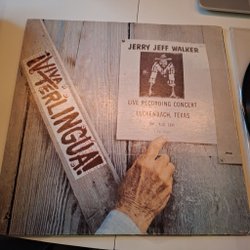 ¡VIVA
TERLINGUA!
JERRY JEFF WALKER
LIVE RECORDING CONCERT
LUCKENBACH, TEXAS